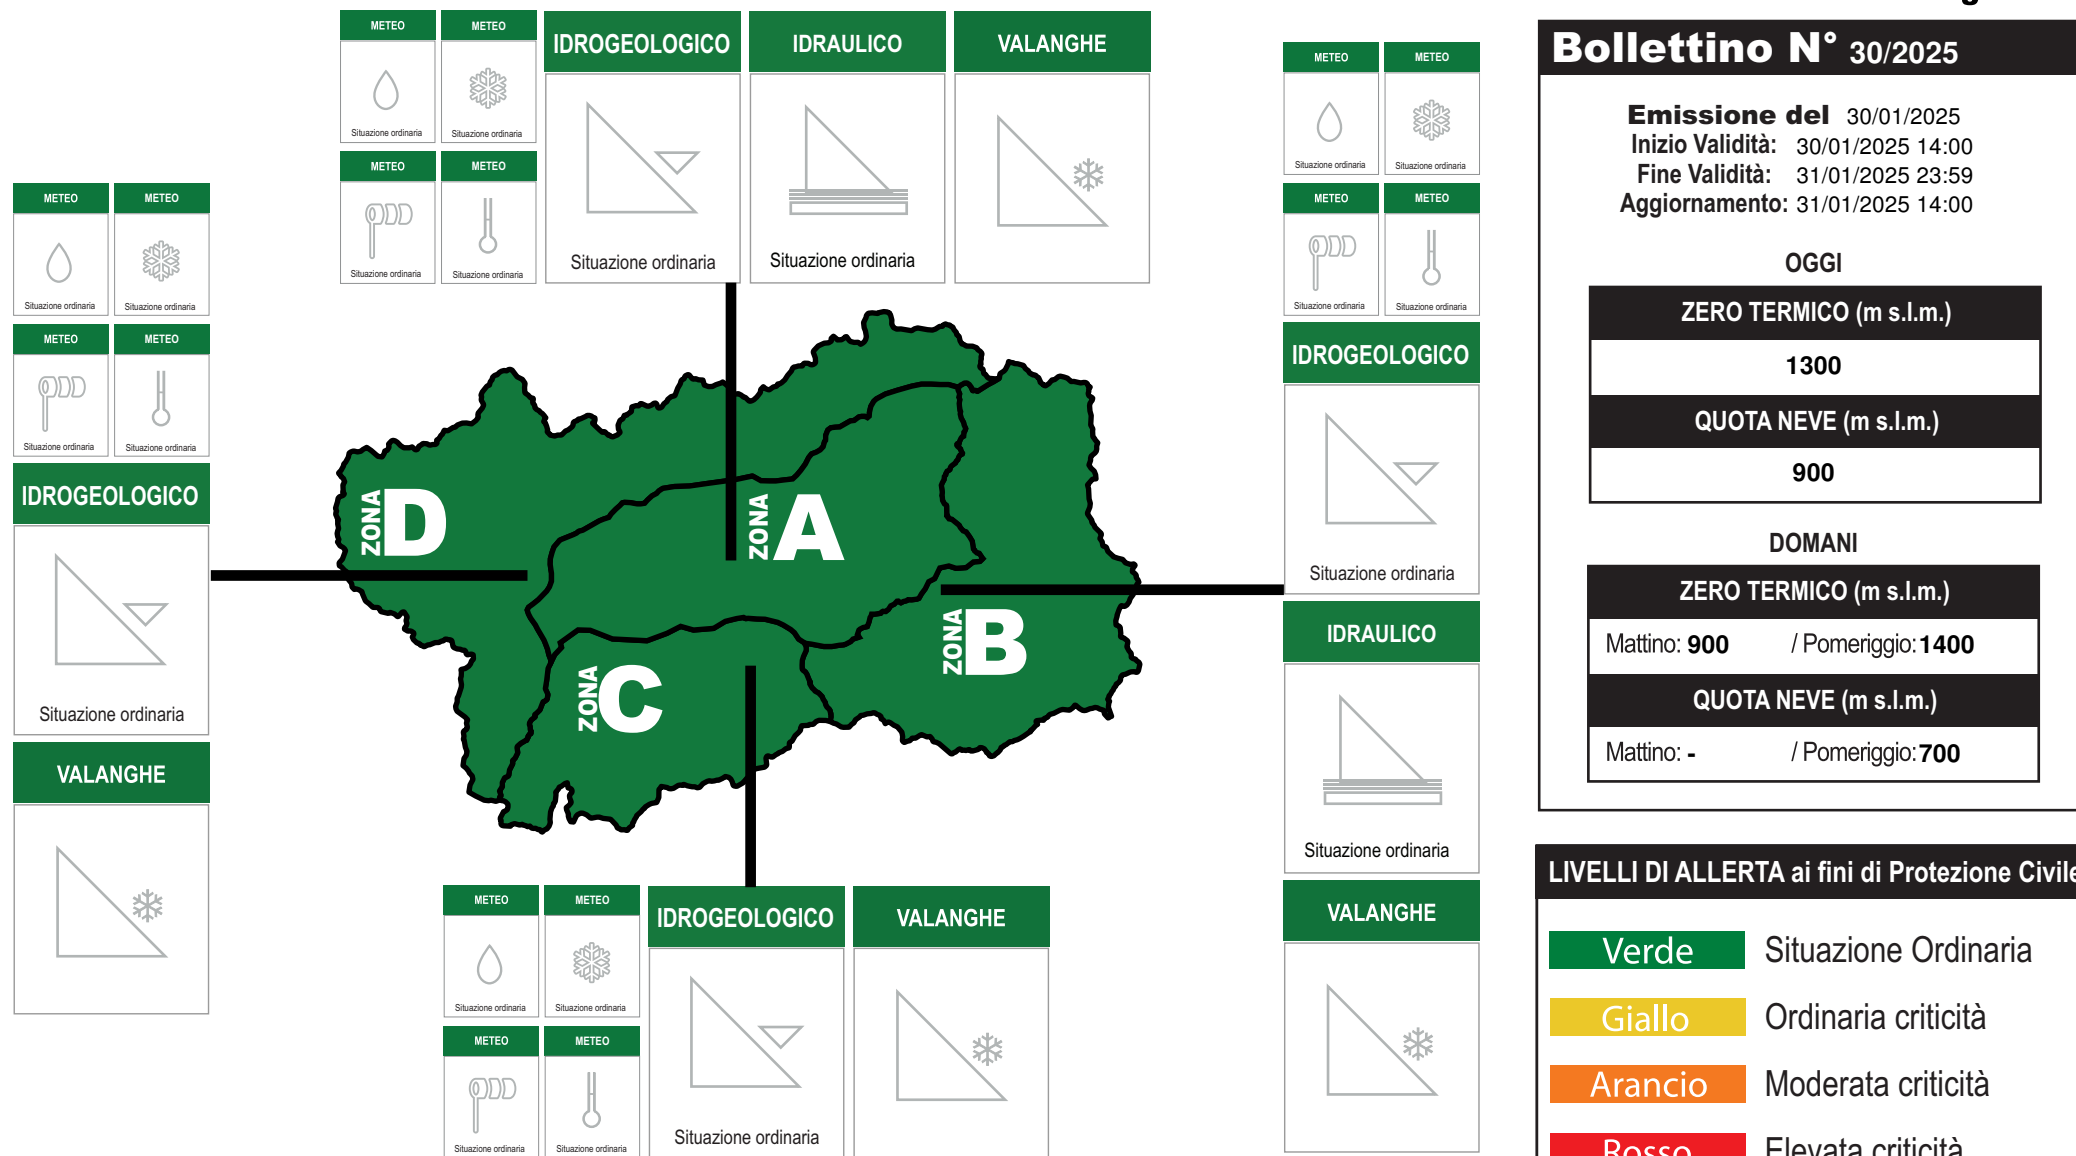 METEO METEO
Situazione ordinaria Situazione ordinaria
METEO METEO
Situazione ordinaria Situazione ordinaria
IDROGEOLOGICO
Situazione ordinaria
IDRAULICO
Situazione ordinaria
VALANGHE
METEO METEO
Situazione ordinaria Situazione ordinaria
METEO METEO
Situazione ordinaria Situazione ordinaria
IDROGEOLOGICO
Situazione ordinaria
VALANGHE
ZONA D
ZONA A
ZONA B
ZONA C
METEO METEO
Situazione ordinaria Situazione ordinaria
METEO METEO
Situazione ordinaria Situazione ordinaria
IDROGEOLOGICO
Situazione ordinaria
IDRAULICO
Situazione ordinaria
VALANGHE
METEO METEO
Situazione ordinaria Situazione ordinaria
METEO METEO
Situazione ordinaria Situazione ordinaria
IDROGEOLOGICO
Situazione ordinaria
VALANGHE
Bollettino N° 30/2025
Emissione del 30/01/2025
Inizio Validità: 30/01/2025 14:00
Fine Validità: 31/01/2025 23:59
Aggiornamento: 31/01/2025 14:00
OGGI
ZERO TERMICO (m s.l.m.)
1300
QUOTA NEVE (m s.l.m.)
900
DOMANI
ZERO TERMICO (m s.l.m.)
Mattino: 900 / Pomeriggio: 1400
QUOTA NEVE (m s.l.m.)
Mattino: - / Pomeriggio: 700
LIVELLI DI ALLERTA ai fini di Protezione Civile
Verde Situazione Ordinaria
Giallo Ordinaria criticità
Arancio Moderata criticità
Rosso Elevata criticità